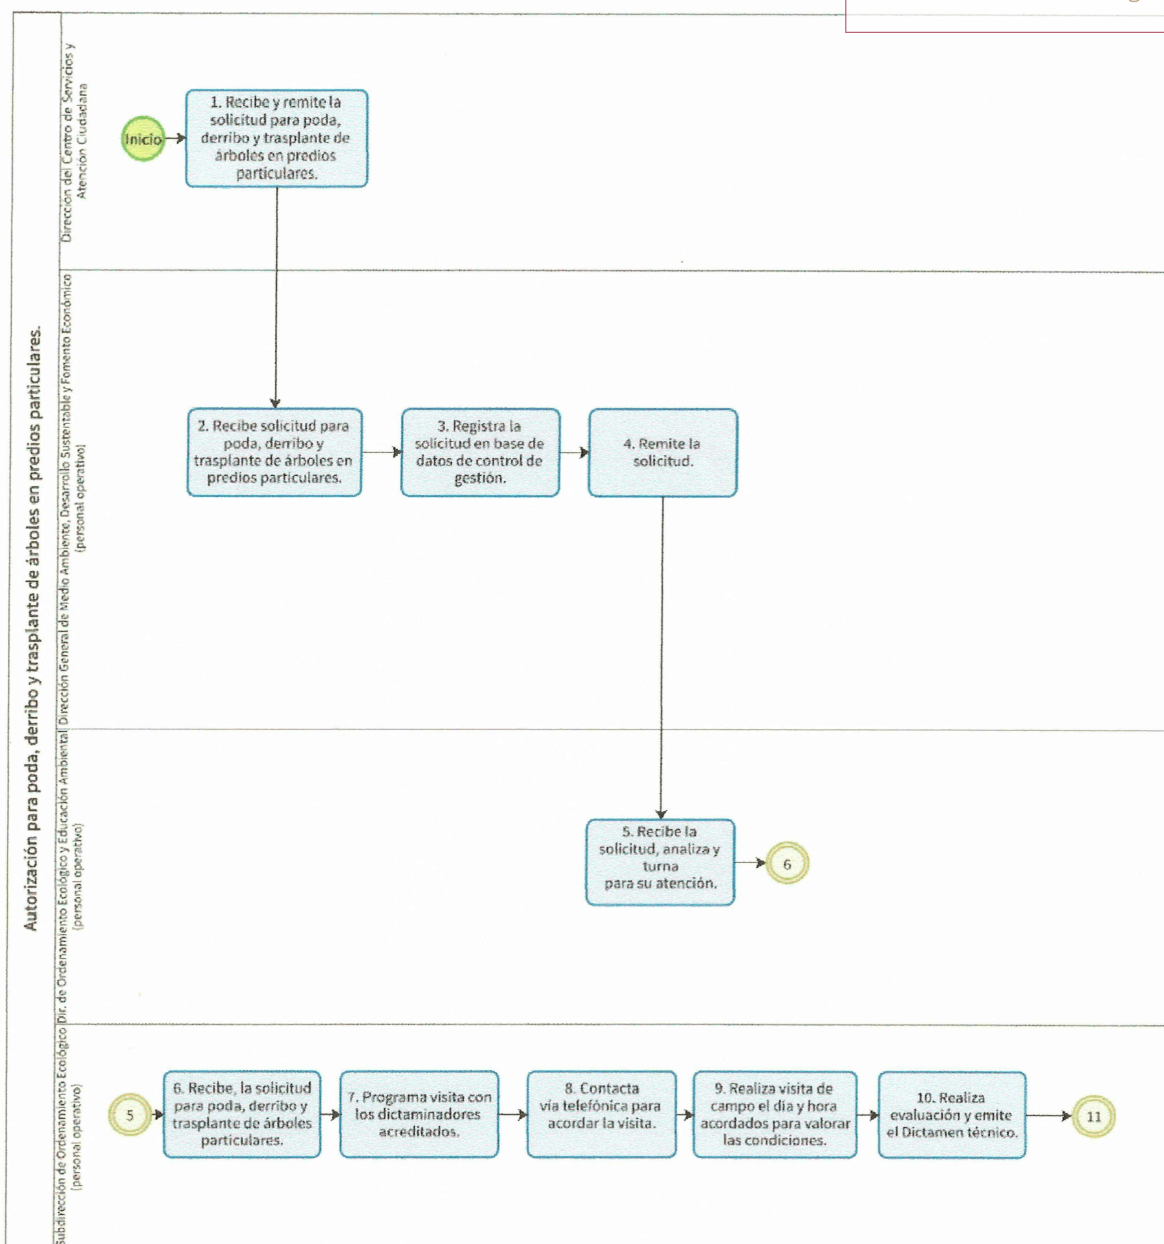 Autorización para poda, derribo y trasplante de árboles en predios particulares.
Dirección del Centro de Servicios y
Atención Ciudadana
Inicio
1. Recibe y remite la
solicitud para poda,
derribo y trasplante de
árboles en predios
particulares.
Dirección General de Medio Ambiente, Desarrollo Sustentable y Fomento Económico
(personal operativo)
2. Recibe solicitud para
poda, derribo y
trasplante de árboles en
predios particulares.
3. Registra la
solicitud en base de
datos de control de
gestión.
4. Remite la
solicitud.
Dir. de Ordenamiento Ecológico y Educación Ambiental
(personal operativo)
5. Recibe la
solicitud, analiza y
turna
para su atención.
6
Subdirección de Ordenamiento Ecológico
(personal operativo)
5
6. Recibe, la solicitud
para poda, derribo y
trasplante de árboles
particulares.
7. Programa visita con
los dictaminadores
acreditados.
8. Contacta
vía telefónica para
acordar la visita.
9. Realiza visita de
campo el día y hora
acordados para valorar
las condiciones.
10. Realiza
evaluación y emite
el Dictamen técnico.
11